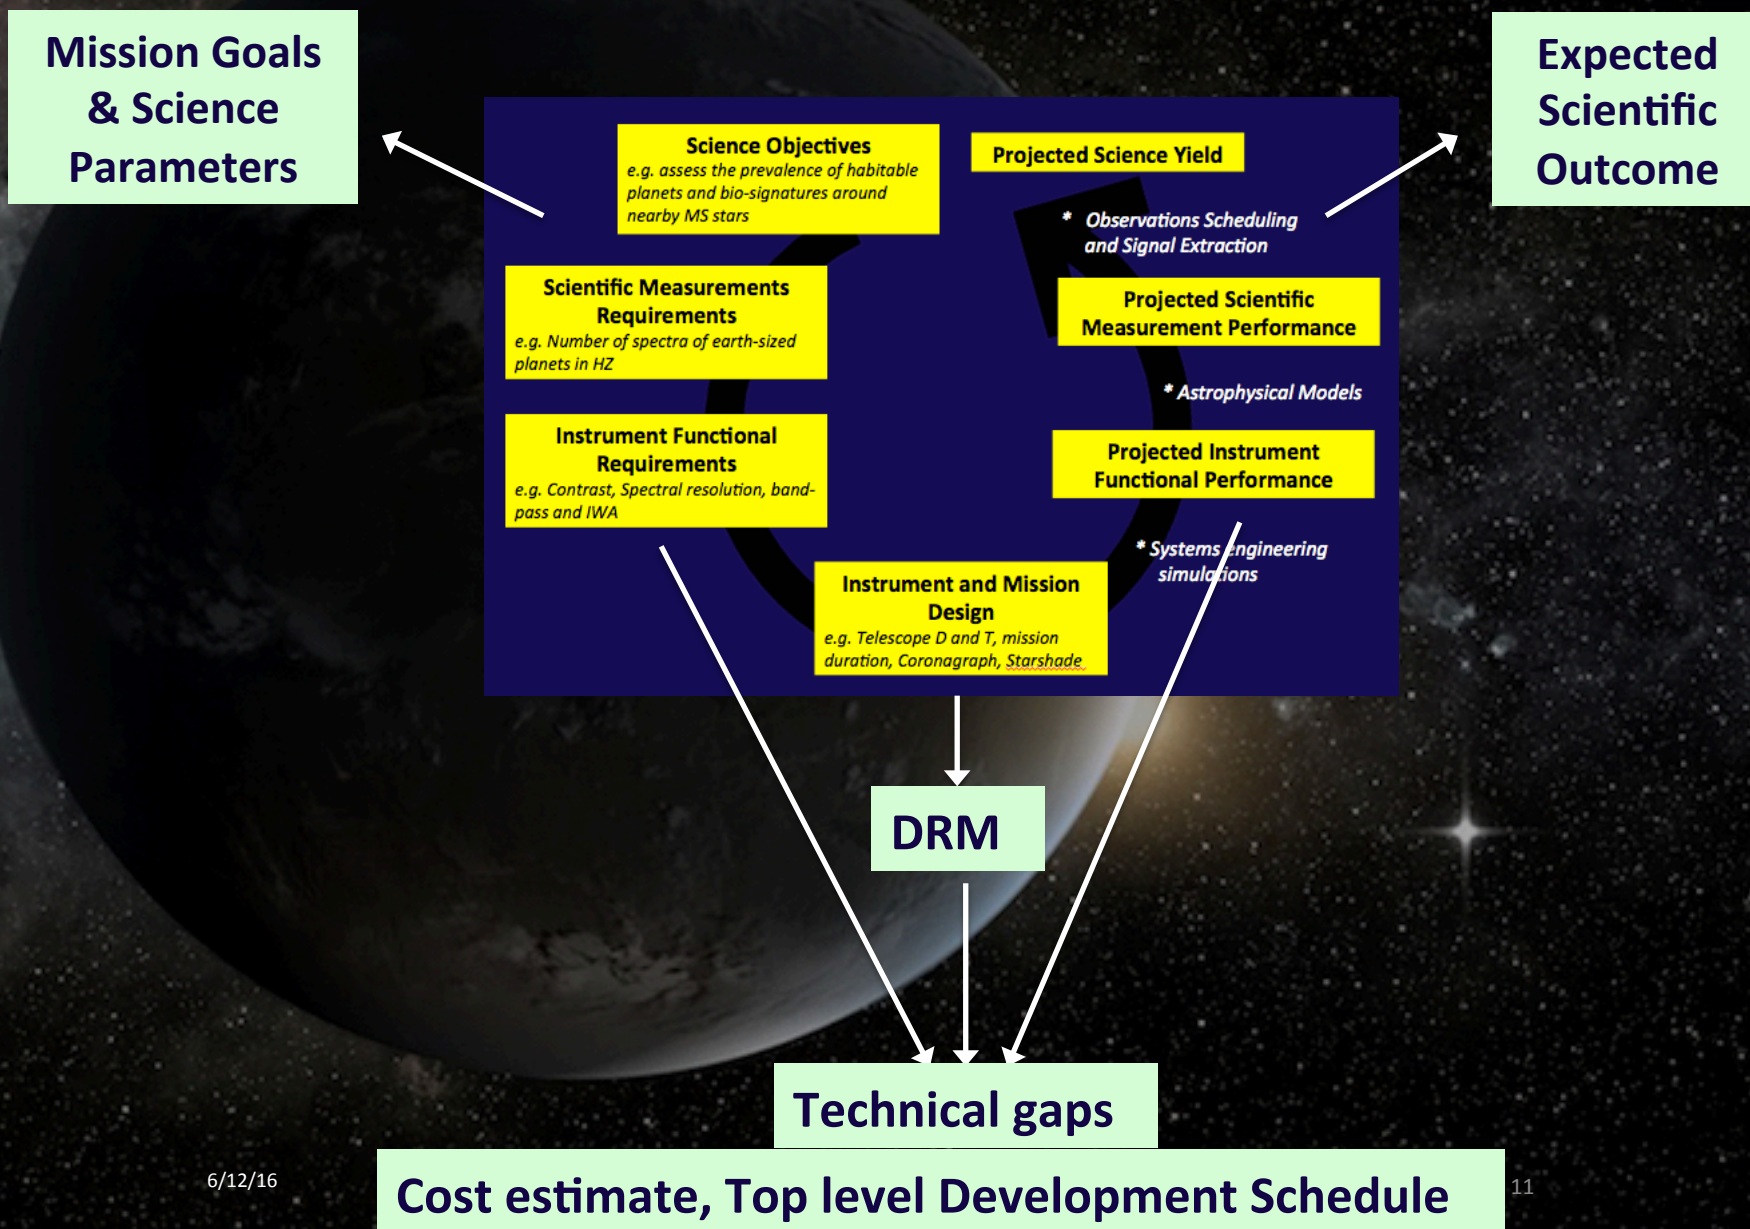 Mission Goals
& Science
Parameters
Expected
Scientific
Outcome
Science Objectives
e.g. assess the prevalence of habitable
planets and bio-signatures around
nearby MS stars
Projected Science Yield
* Observations Scheduling
and Signal Extraction
Scientific Measurements
Requirements
e.g. Number of spectra of earth-sized
planets in HZ
Projected Scientific
Measurement Performance
* Astrophysical Models
Instrument Functional
Requirements
e.g. Contrast, Spectral resolution, band-
pass and IWA
Projected Instrument
Functional Performance
* Systems engineering
simulations
Instrument and Mission
Design
e.g. Telescope D and T, mission
duration, Coronagraph, Starshade
DRM
Technical gaps
Cost estimate, Top level Development Schedule
6/12/16
11